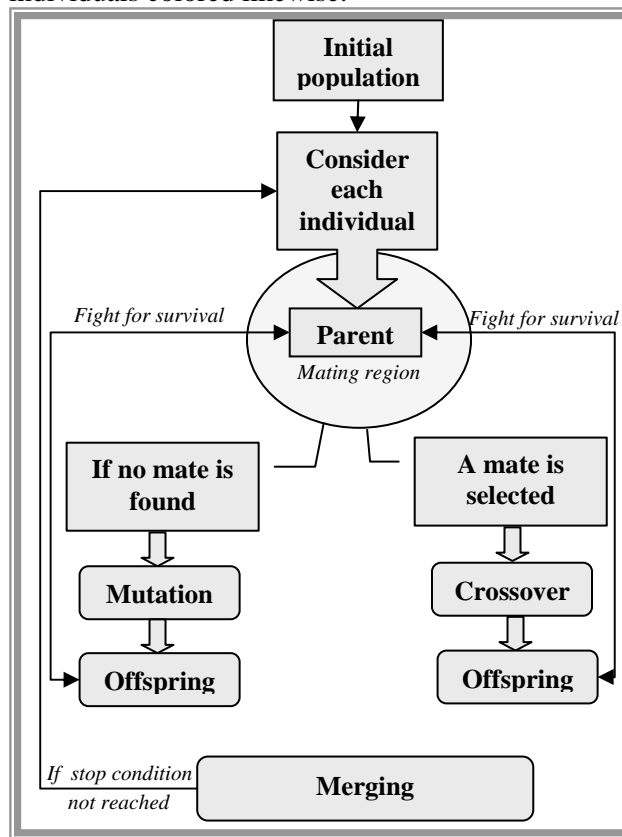 individuals colored likewise.
Initial
population
Consider
each
individual
Fight for survival
Fight for survival
Parent
Mating region
If no mate is
found
A mate is
selected
Mutation
Crossover
Offspring
Offspring
If stop condition
not reached
Merging